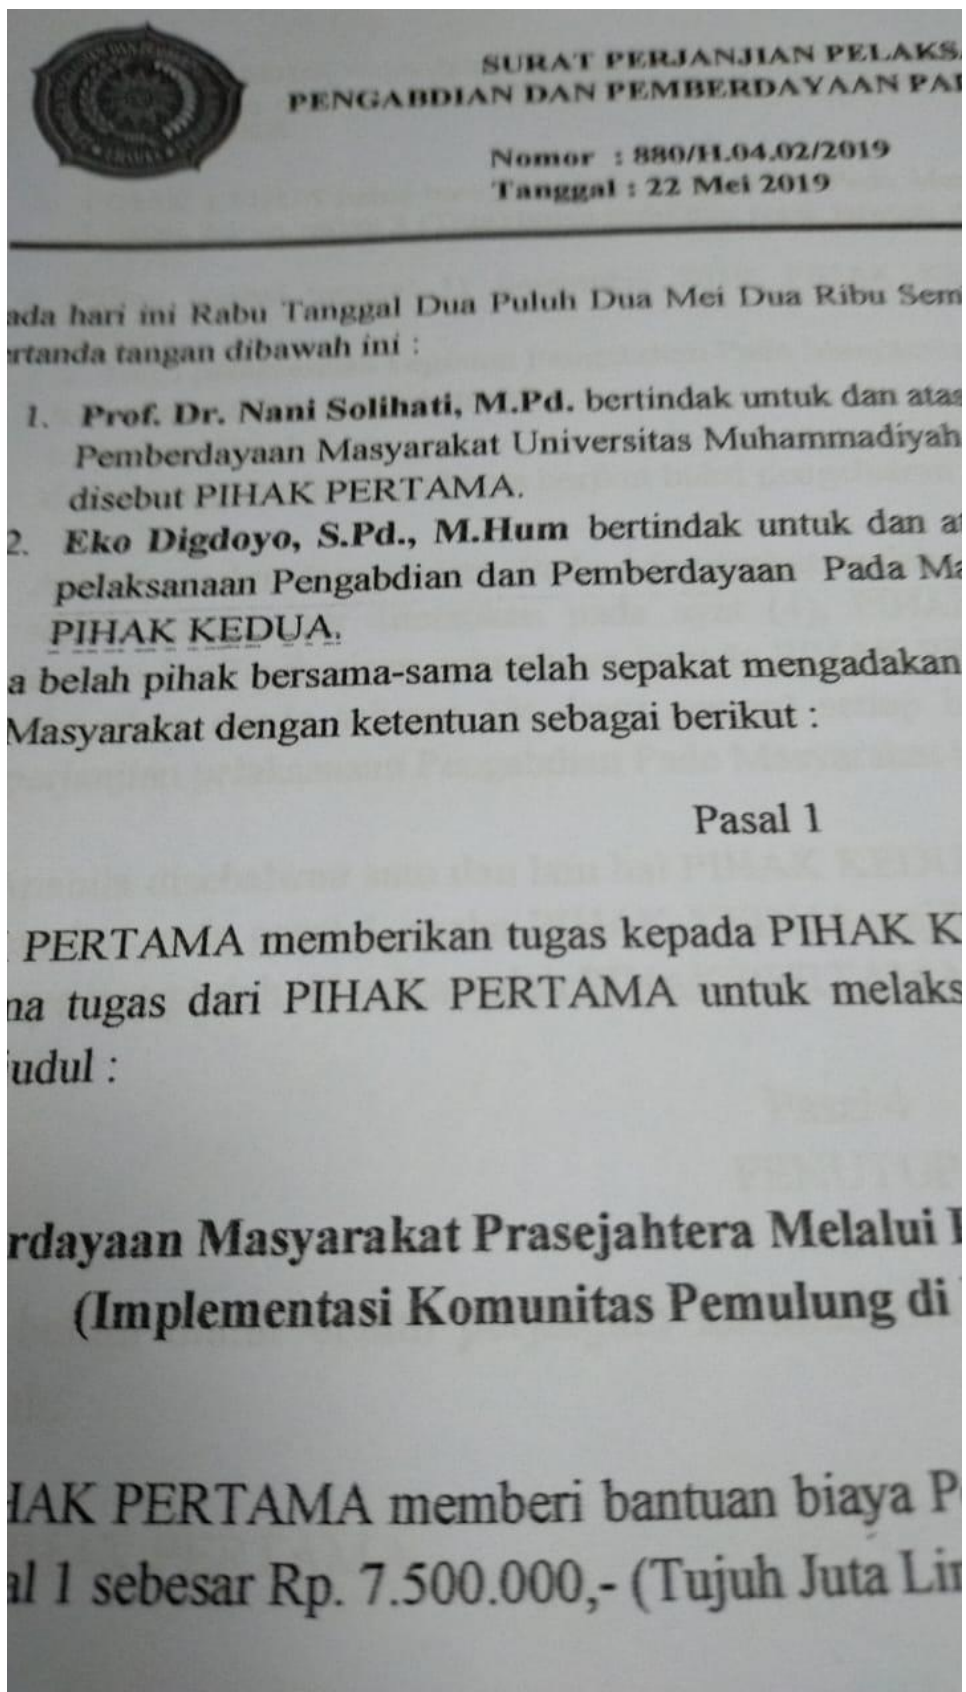 SURAT PERJANJIAN PELAKS
PENGABDIAN DAN PEMBERDAYAAN PA
Nomor : 880/H.04.02/2019
Tanggal : 22 Mei 2019
ada hari ini Rabu Tanggal Dua Puluh Dua Mei Dua Ribu Sem
ertanda tangan dibawah ini :
1. Prof. Dr. Nani Solihati, M.Pd. bertindak untuk dan atas
Pemberdayaan Masyarakat Universitas Muhammadiyah
disebut PIHAK PERTAMA.
2. Eko Digdoyo, S.Pd., M.Hum bertindak untuk dan at
pelaksanaan Pengabdian dan Pemberdayaan Pada Ma
PIHAK KEDUA.
a belah pihak bersama-sama telah sepakat mengadakan
Masyarakat dengan ketentuan sebagai berikut :
Pasal 1
PERTAMA memberikan tugas kepada PIHAK K
na tugas dari PIHAK PERTAMA untuk melaks
udul :
rdayaan Masyarakat Prasejahtera Melalui
(Implementasi Komunitas Pemulung di
HAK PERTAMA memberi bantuan biaya P
al 1 sebesar Rp. 7.500.000,- (Tujuh Juta Lim